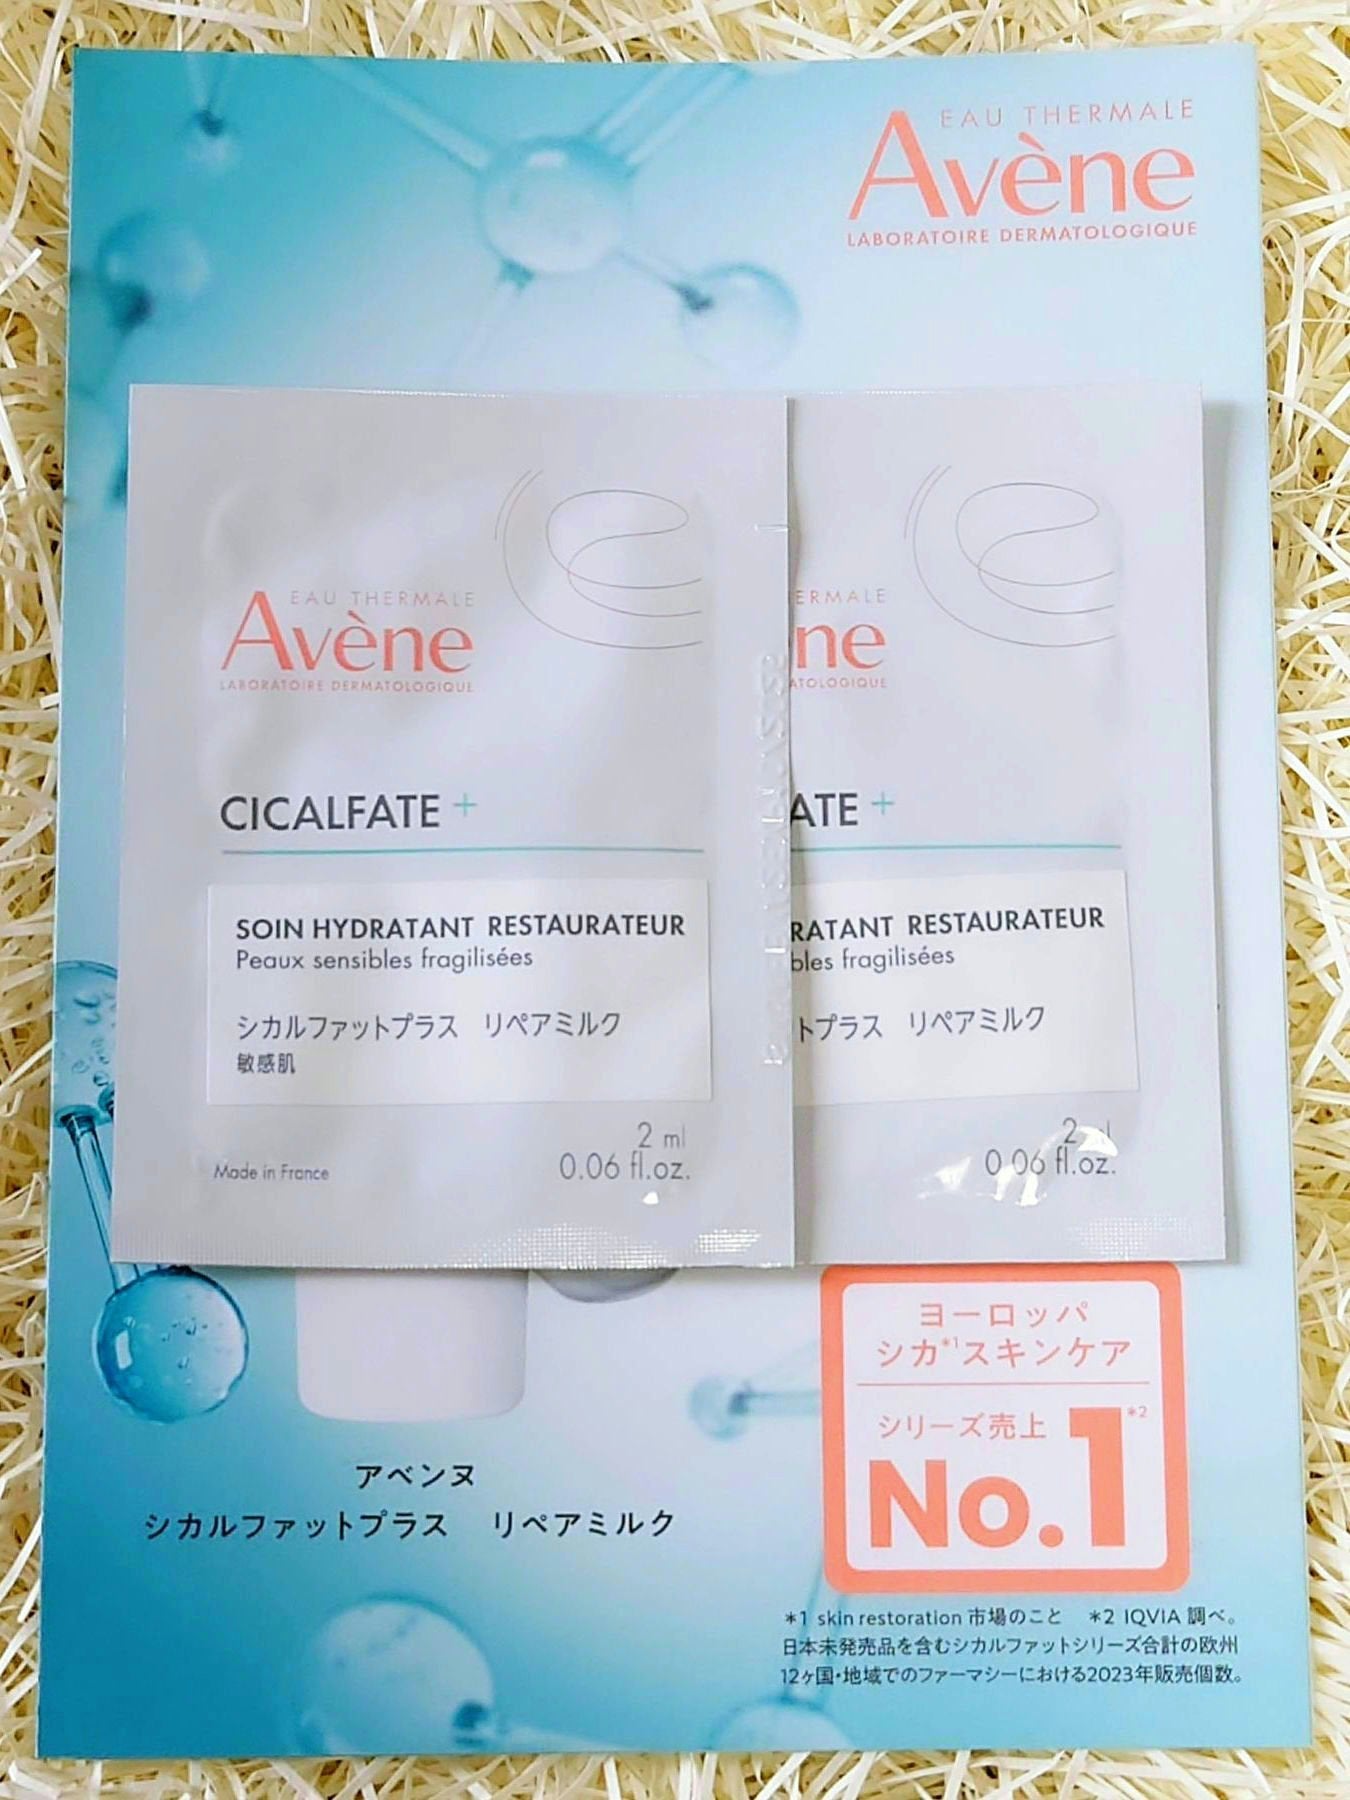 EAU THERMALE
Avène
LABORATOIRE DERMATOLOGIQUE
EAU THERMALE
Avène
LABORATOIRE DERMATOLOGIQUE
CICALFATE +
SOIN HYDRATANT RESTAURATEUR
Peaux sensibles fragilisées
シカルファットプラス リペアミルク
敏感肌
Made in France
2 ml
0.06 fl.oz.
ERMALE
ne
ATOLOGIQUE
ATE +
RATANT RESTAURATEUR
bles fragilisées
トプラス リペアミルク
2 ml
0.06 fl.oz.
アベンヌ
シカルファットプラス リペアミルク
ヨーロッパ
シカ*1スキンケア
シリーズ売上
No.1*2
*1 skin restoration 市場のこと *2 IQVIA 調べ。
日本未発売品を含むシカルファットシリーズ合計の欧州
12ヶ国・地域でのファーマシーにおける2023年販売個数。